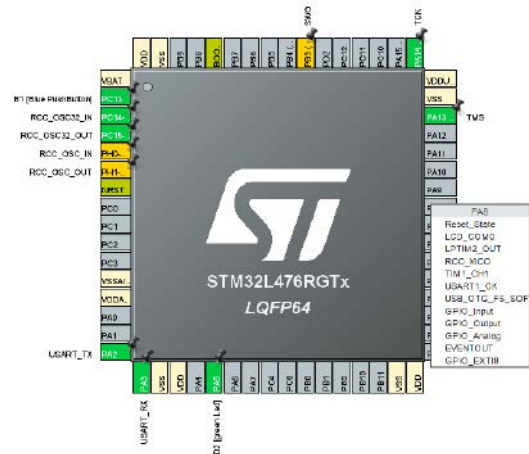 SWO
TCK
VDD
VSS
PB9
PB8
BOO...
PB7
PB6
PB5
PB4 (...
PB3 (...
PD2
PC12
PC11
PC10
PA15...
PA14...
VBAT
B1 [Blue PushButton]
PC13...
RCC_OSC32_IN
PC14-...
RCC_OSC32_OUT
PC15-...
RCC_OSC_IN
PH0-...
RCC_OSC_OUT
PH1-...
NRST
PC0
PC1
PC2
PC3
VSSA/...
VDDA...
PA0
PA1
USART_TX
PA2
VDDU...
VSS
PA13...
TMS
PA12
PA11
PA10
PA9
STM32L476RGTx
LQFP64
PA8
Reset_State
LCD_COM0
LPTIM2_OUT
RCC_MCO
TIM1_CH1
USART1_CK
USB_OTG_FS_SOF
GPIO_Input
GPIO_Output
GPIO_Analog
EVENTOUT
GPIO_EXTI8
PA3
VSS
VDD
PA4
PA5
PA6
PA7
PC4
PC5
PB0
PB1
PB2
PB10
PB11
VSS
VDD
USART_RX
[green Led]